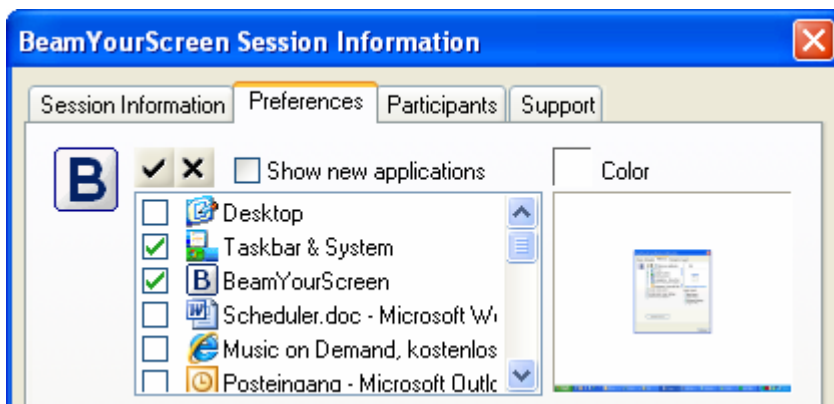 BeamYourScreen Session Information
Session Information Preferences Participants Support
B Show new applications Color
Desktop
Taskbar & System
B BeamYourScreen
Scheduler.doc - Microsoft W
Music on Demand, kostenlos
Posteingang - Microsoft Outlc